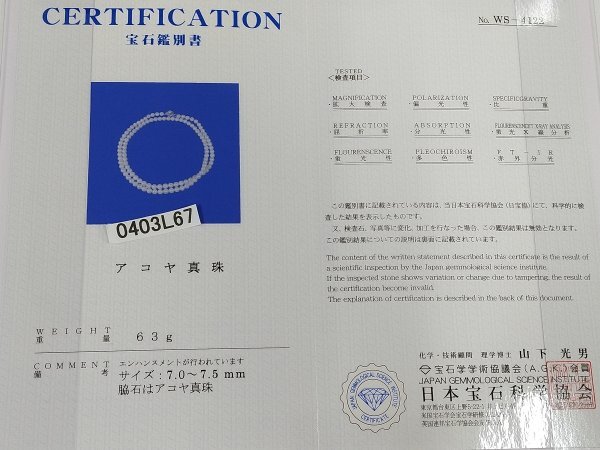 CERTIFICATION
宝石鑑別書
0403L67
アコヤ真珠
WEIGHT
重量
63g
COMMENT
備考
エンハンスメントが行われています
サイズ：7.0～7.5mm
脇石はアコヤ真珠
No. WS-4122
TESTED
＜検査項目＞
MAGNIFICATION
・拡大検査
POLARIZATION
・偏光性
SPECIFICGRAVITY
・比重
REFRACTION
・屈折率
ABSORPTION
・分光性
FLOURENSCENCET X-RAY ANALYSIS
・蛍光X線分析
FLOURENSCENCE
・蛍光性
PLEOCHROISM
・多色性
FT-IR
・赤外分光
この鑑別書に記載されている内容は、当日本宝石科学協会(日宝協)にて、科学的に検
査した結果を表示したものです。
又、検査石、写真等に変化、加工を行なった場合、この鑑別結果は無効となります。
この鑑別結果についての説明は裏面に記載されています。
The content of the written statement described in this certificate is the result of
a scientific inspection by the Japan gemmological science institute.
If the inspected stone shows variation or change due to tampering, the result of
the certification become invalid.
The explanation of certification is described in the back of this document.
化学・技術顧問 理学博士 山下光男
宝石学学術協議会(A.G.K.)会員
JAPAN GEMMOLOGICAL SCIENCE INSTITUTE
日本宝石科学協会
JAPAN GEMMOLOGICAL SCIENCE INSTITUTE
CERTIFICATE